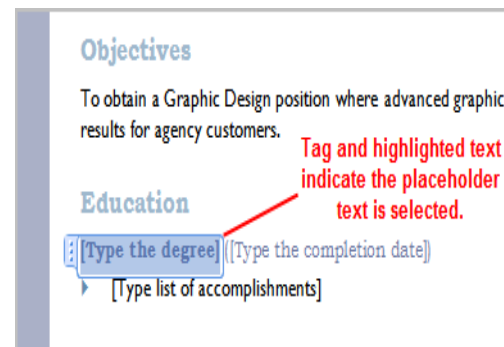 Objectives
To obtain a Graphic Design position where advanced graphic
results for agency customers.
Tag and highlighted text
indicate the placeholder
text is selected.
Education
[Type the degree] ([Type the completion date])
[Type list of accomplishments]